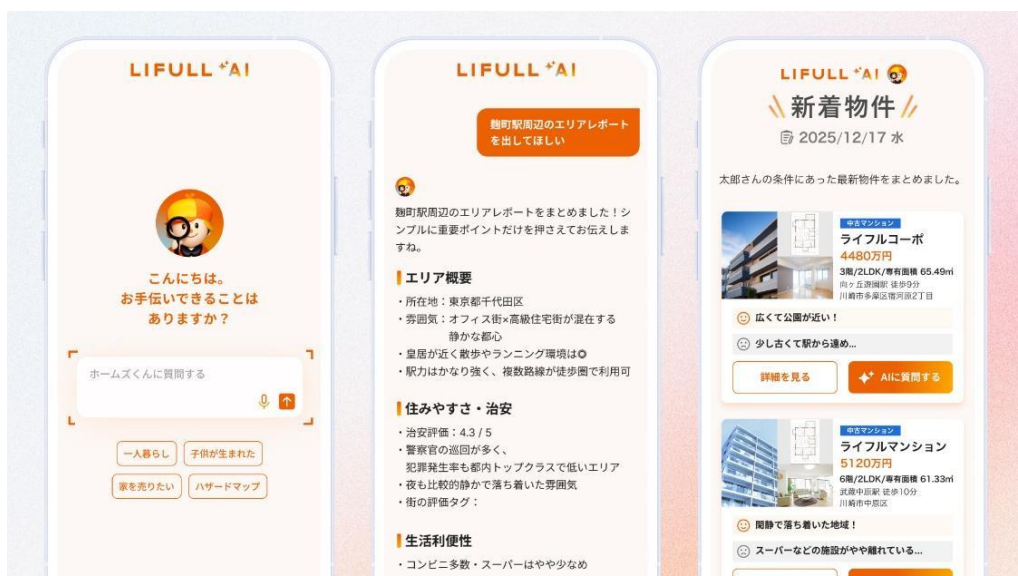 LIFULL AI
こんにちは。
お手伝いできることは
ありますか？
ホームズくんに質問する
一人暮らし
子供が生まれた
家を売りたい
ハザードマップ
LIFULL AI
麹町駅周辺のエリアレポート
を出してほしい
麹町駅周辺のエリアレポートをまとめました！シ
ンプルに重要ポイントだけを押さえてお伝えしま
すね。
エリア概要
・所在地：東京都千代田区
・雰囲気：オフィス街×高級住宅街が混在する
静かな都心
・皇居が近く散歩やランニング環境は◎
・駅力はかなり強く、複数路線が徒歩圏で利用可
住みやすさ・治安
・治安評価：4.3 / 5
・警察官の巡回が多く、
犯罪発生率も都内トップクラスで低いエリア
・夜も比較的静かで落ち着いた雰囲気
・街の評価タグ：
生活利便性
・コンビニ多数・スーパーはやや少なめ
LIFULL AI
新着物件
2025/12/17 水
太郎さんの条件にあった最新物件をまとめました。
中古マンション
ライフルコーポ
4480万円
3階/2LDK/専有面積 65.49㎡
向ヶ丘遊園駅 徒歩9分
川崎市多摩区宿河原2丁目
広くて公園が近い！
少し古くて駅から遠め...
詳細を見る
AIに質問する
中古マンション
ライフルマンション
5120万円
6階/2LDK/専有面積 61.33㎡
武蔵中原駅 徒歩10分
川崎市中原区
閑静で落ち着いた地域！
スーパーなどの施設がやや離れている...